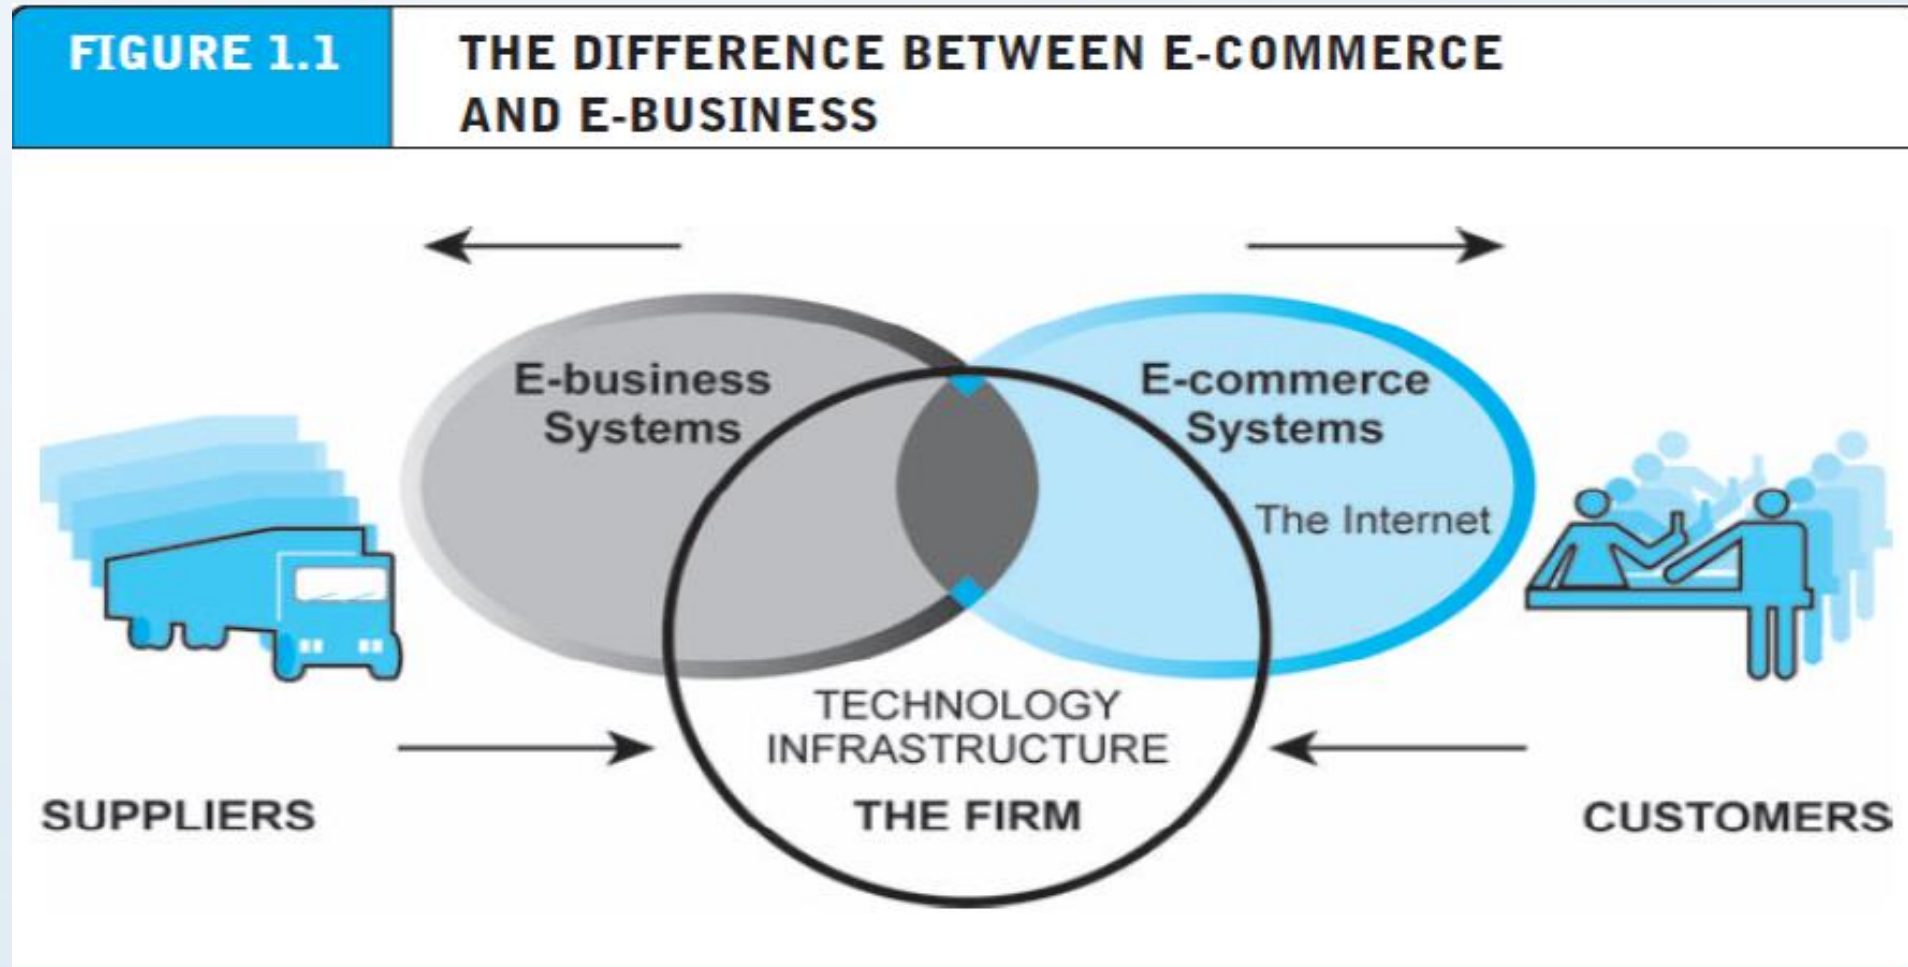 FIGURE 1.1
THE DIFFERENCE BETWEEN E-COMMERCE
AND E-BUSINESS
E-business
Systems
E-commerce
Systems
The Internet
TECHNOLOGY
INFRASTRUCTURE
THE FIRM
SUPPLIERS
CUSTOMERS